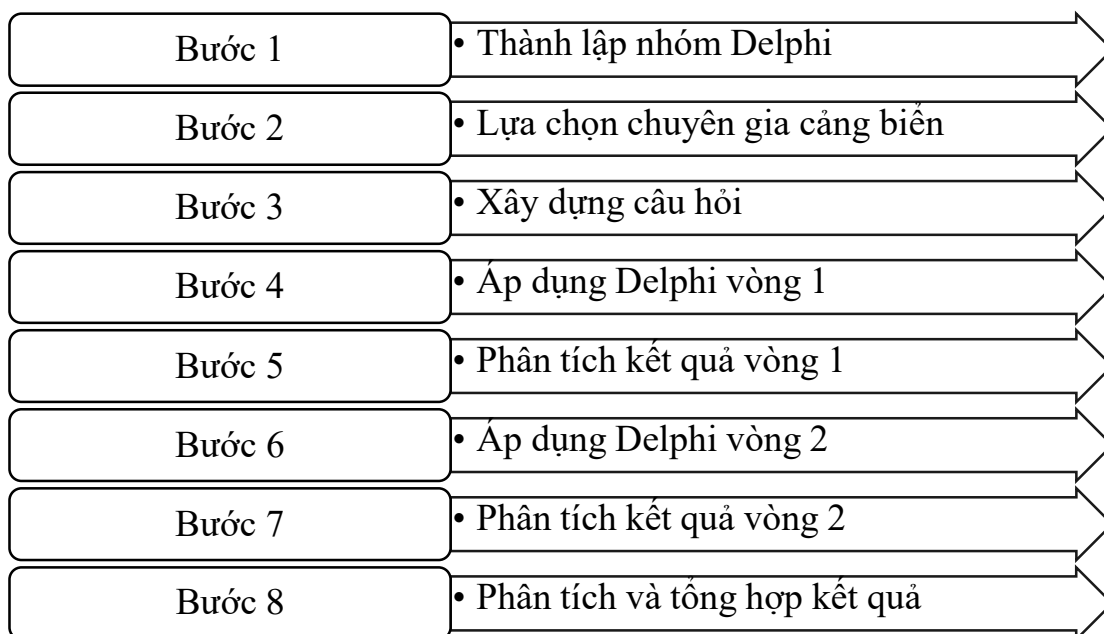 Bước 1
• Thành lập nhóm Delphi
Bước 2
• Lựa chọn chuyên gia cảng biển
Bước 3
• Xây dựng câu hỏi
Bước 4
• Áp dụng Delphi vòng 1
Bước 5
• Phân tích kết quả vòng 1
Bước 6
• Áp dụng Delphi vòng 2
Bước 7
• Phân tích kết quả vòng 2
Bước 8
• Phân tích và tổng hợp kết quả